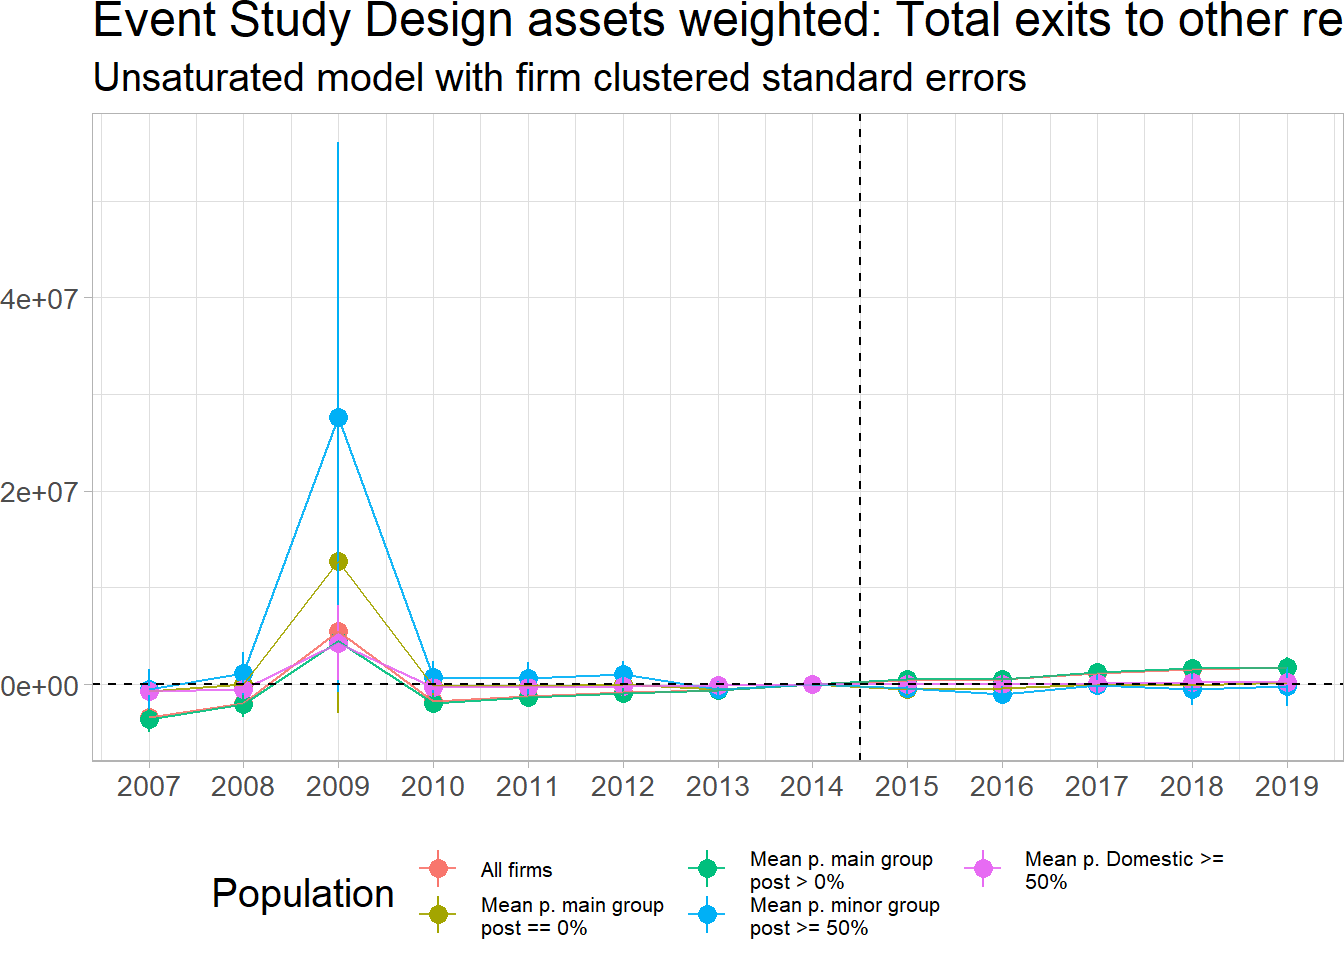 Event Study Design assets weighted: Total exits to other re
Unsaturated model with firm clustered standard errors
4e+07
2e+07
0e+00
2007 2008 2009 2010 2011 2012 2013 2014 2015 2016 2017 2018 2019
Population
All firms
Mean p. main group
post == 0%
Mean p. main group
post > 0%
Mean p. minor group
post >= 50%
Mean p. Domestic >=
50%